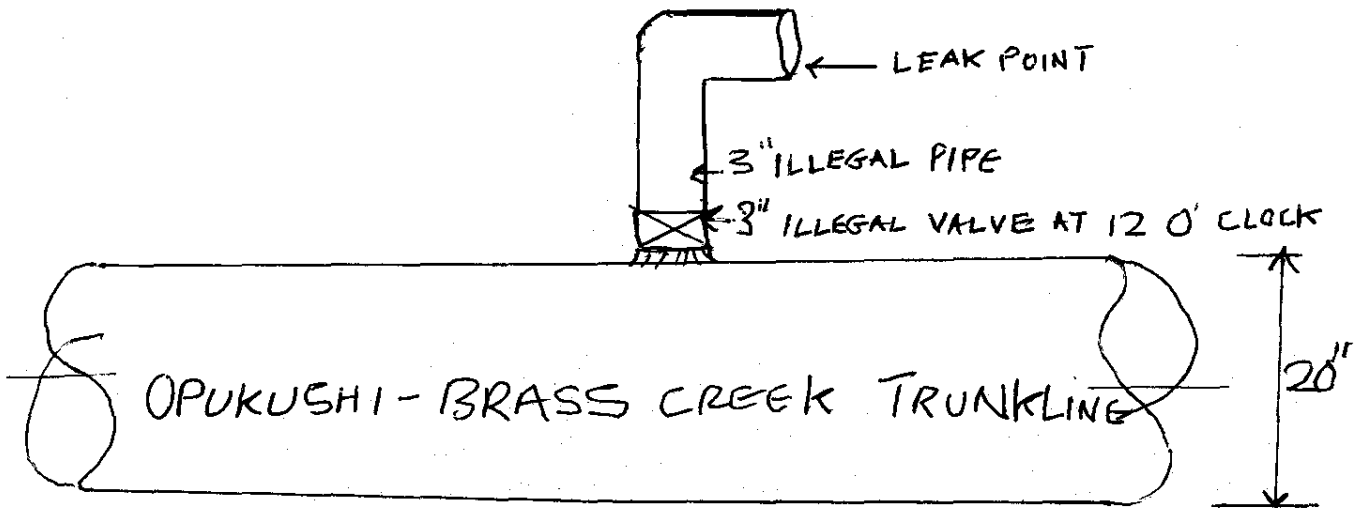 LEAK POINT
3" ILLEGAL PIPE
3" ILLEGAL VALVE AT 12 O' CLOCK
OPUKUSHI - BRASS CREEK TRUNKLINE
20"